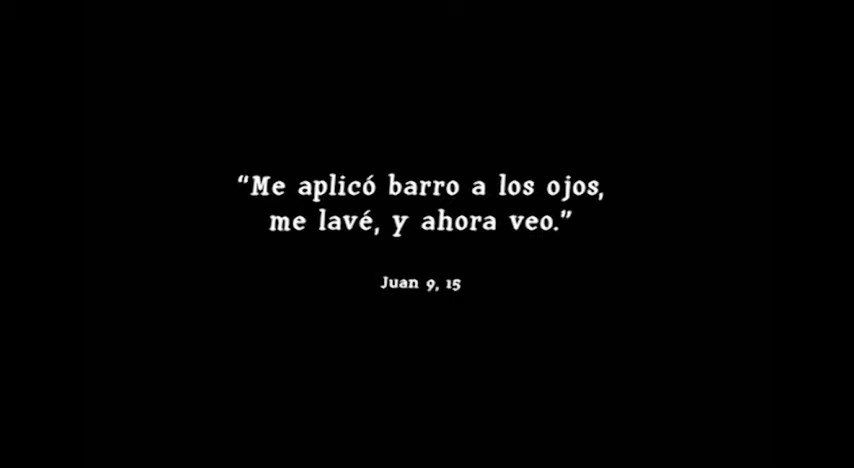 “Me aplicó barro a los ojos,
me lavé, y ahora veo.”
Juan 9, 15